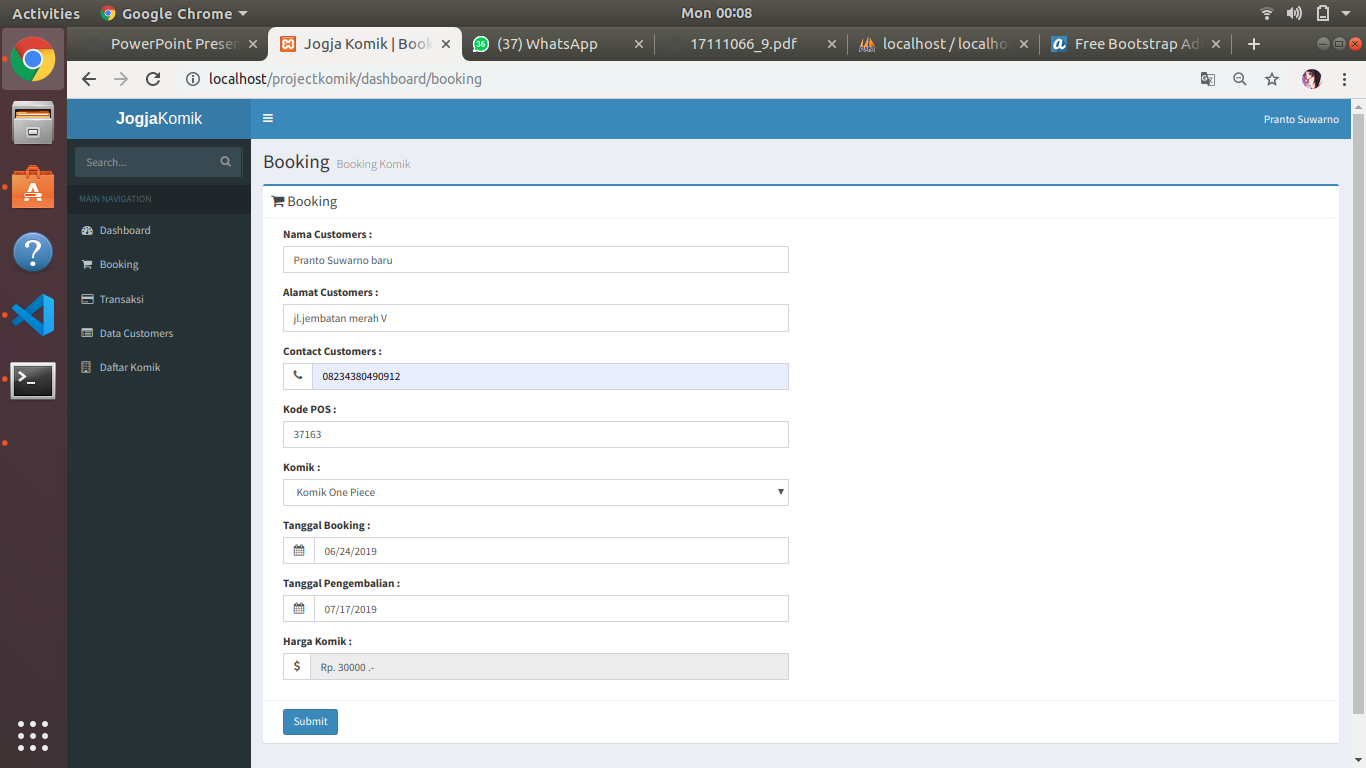 Activities
Google Chrome
Mon 00:08
PowerPoint Presen
Jogja Komik | Book
(37) WhatsApp
17111066_9.pdf
localhost / localho
Free Bootstrap Ad
localhost/projectkomik/dashboard/booking
JogjaKomik
Pranto Suwarno
Search...
MAIN NAVIGATION
Dashboard
Booking
Transaksi
Data Customers
Daftar Komik
Booking Booking Komik
Booking
Nama Customers :
Pranto Suwarno baru
Alamat Customers :
jl.jembatan merah V
Contact Customers :
08234380490912
Kode POS :
37163
Komik :
Komik One Piece
Tanggal Booking :
06/24/2019
Tanggal Pengembalian :
07/17/2019
Harga Komik :
$ Rp. 30000 .-
Submit